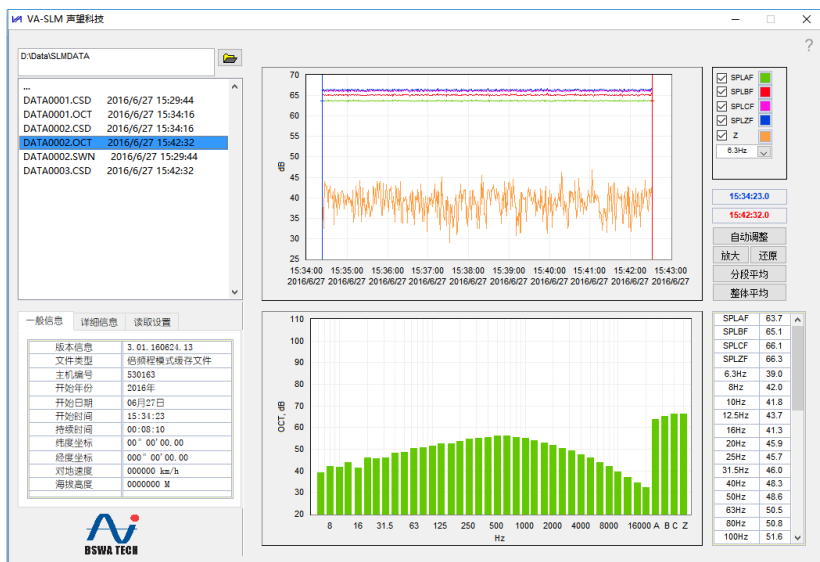 VA-SLM 声望科技
?
D:\Data\SLMDATA
...
DATA0001.CSD 2016/6/27 15:29:44
DATA0001.OCT 2016/6/27 15:34:16
DATA0002.CSD 2016/6/27 15:34:16
DATA0002.OCT 2016/6/27 15:42:32
DATA0002.SWN 2016/6/27 15:29:44
DATA0003.CSD 2016/6/27 15:42:32
一般信息 详细信息 读取设置
版本信息 3.01.160624.13
文件类型 倍频程模式缓存文件
主机编号 530163
开始年份 2016年
开始日期 06月27日
开始时间 15:34:23
持续时间 00:08:10
纬度坐标 00°00'00.00
经度坐标 000°00'00.00
对地速度 000000 km/h
海拔高度 0000000 M
BSWA TECH
70
65
60
55
50
45
40
35
30
25
dB
15:34:00 15:35:00 15:36:00 15:37:00 15:38:00 15:39:00 15:40:00 15:41:00 15:42:00 15:43:00
2016/6/27 2016/6/27 2016/6/27 2016/6/27 2016/6/27 2016/6/27 2016/6/27 2016/6/27 2016/6/27 2016/6/27
SPLAF
SPLBF
SPLCF
SPLZF
Z
6.3Hz
15:34:23.0
15:42:32.0
自动调整
放大 还原
分段平均
整体平均
110
100
90
80
70
60
50
40
30
20
OCT, dB
8 16 31.5 63 125 250 500 1000 2000 4000 8000 16000 A B C Z
Hz
SPLAF 63.7
SPLBF 65.1
SPLCF 66.1
SPLZF 66.3
6.3Hz 39.0
8Hz 42.0
10Hz 41.8
12.5Hz 43.7
16Hz 41.3
20Hz 45.9
25Hz 45.7
31.5Hz 46.0
40Hz 48.3
50Hz 48.6
63Hz 50.5
80Hz 50.8
100Hz 51.6